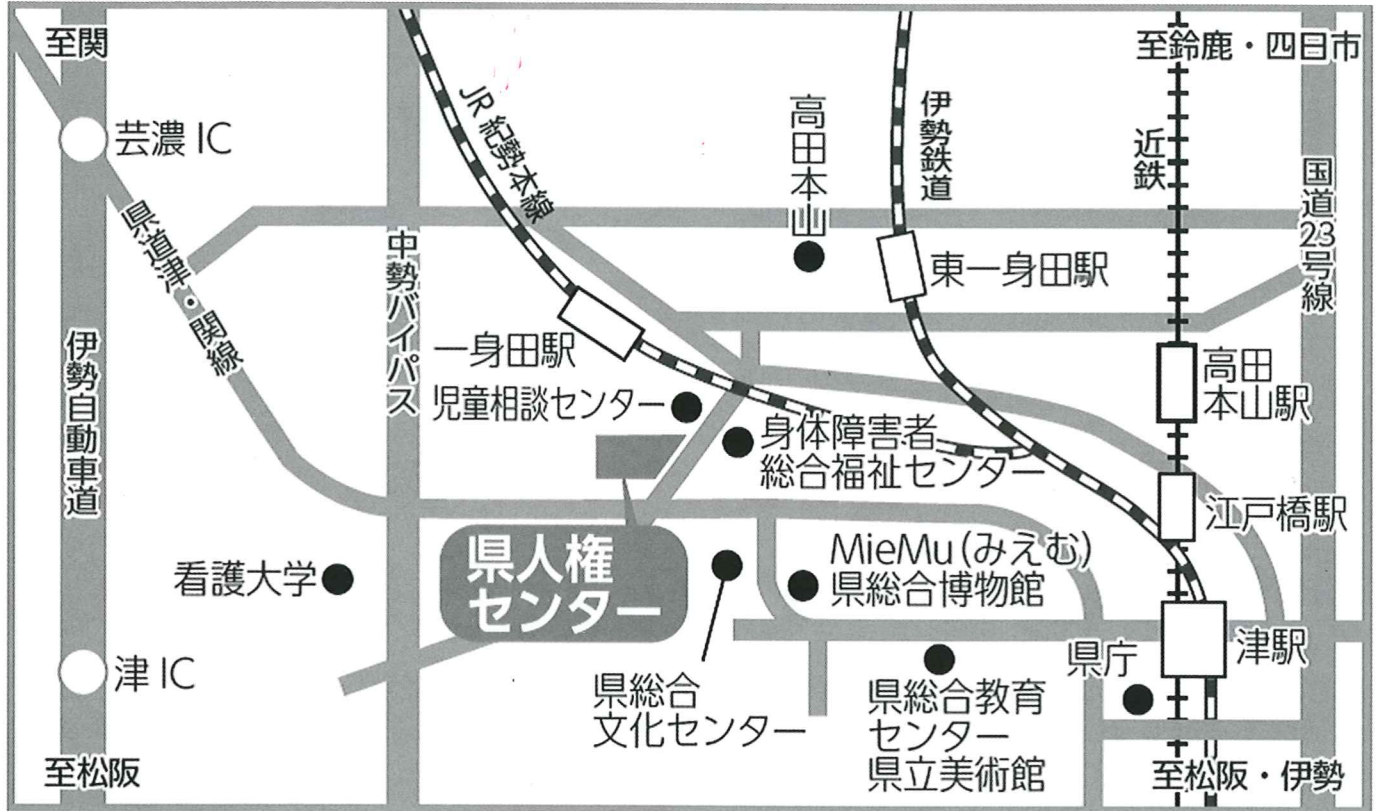 至関
至鈴鹿・四日市
芸濃 IC
JR 紀勢本線
高田本山
伊勢鉄道
近鉄
国道23号線
県道津・関線
中勢バイパス
東一身田駅
伊勢自動車道
一身田駅
高田
本山駅
児童相談センター
身体障害者
総合福祉センター
江戸橋駅
県人権
センター
MieMu(みえむ)
県総合博物館
看護大学
津 IC
県総合
文化センター
県総合教育
センター
県立美術館
県庁
津駅
至松阪
至松阪・伊勢